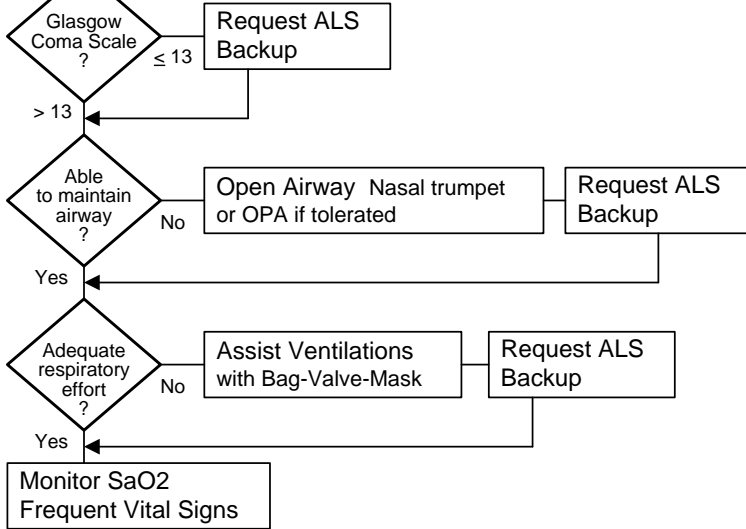 Glasgow
Coma Scale
?
≤ 13
Request ALS
Backup
> 13
Able
to maintain
airway
?
No
Open Airway Nasal trumpet
or OPA if tolerated
Request ALS
Backup
Yes
Adequate
respiratory
effort
?
No
Assist Ventilations
with Bag-Valve-Mask
Request ALS
Backup
Yes
Monitor SaO2
Frequent Vital Signs